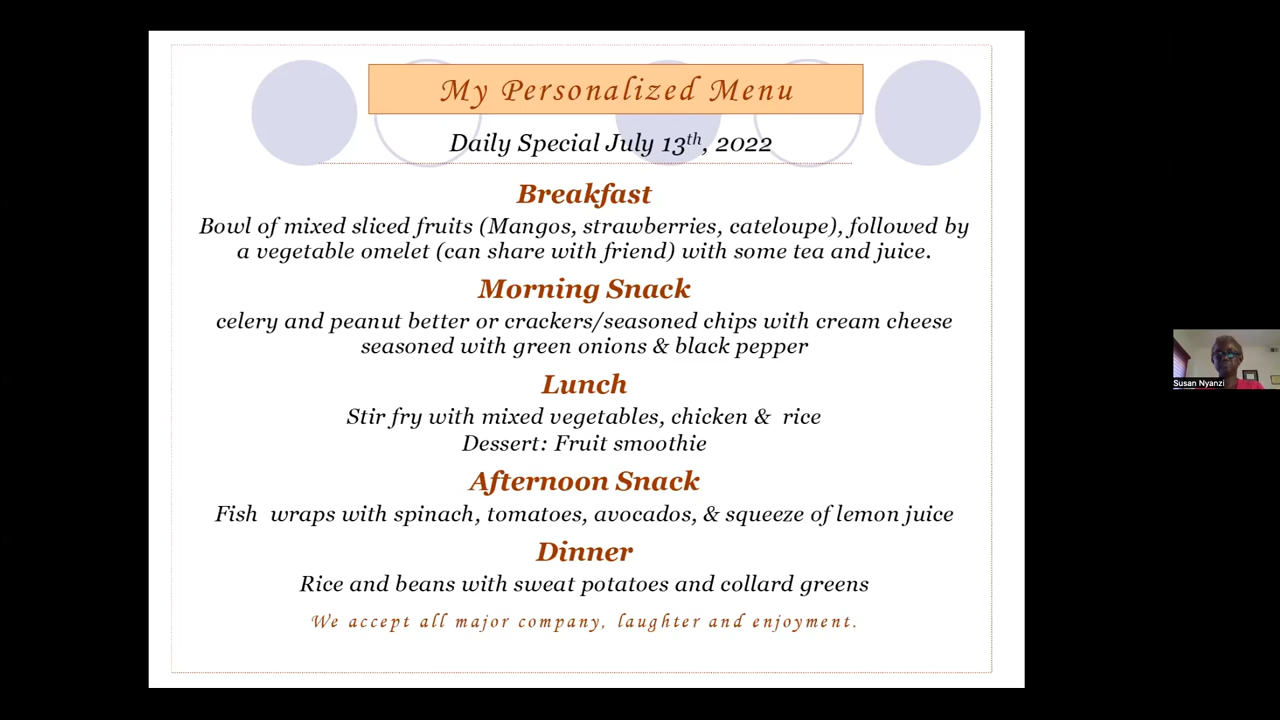 My Personalized Menu
Daily Special July 13th, 2022
Breakfast
Bowl of mixed sliced fruits (Mangos, strawberries, cateloupe), followed by
a vegetable omelet (can share with friend) with some tea and juice.
Morning Snack
celery and peanut better or crackers/seasoned chips with cream cheese
seasoned with green onions & black pepper
Lunch
Stir fry with mixed vegetables, chicken & rice
Dessert: Fruit smoothie
Afternoon Snack
Fish wraps with spinach, tomatoes, avocados, & squeeze of lemon juice
Dinner
Rice and beans with sweat potatoes and collard greens
We accept all major company, laughter and enjoyment.
Susan Nyanzi